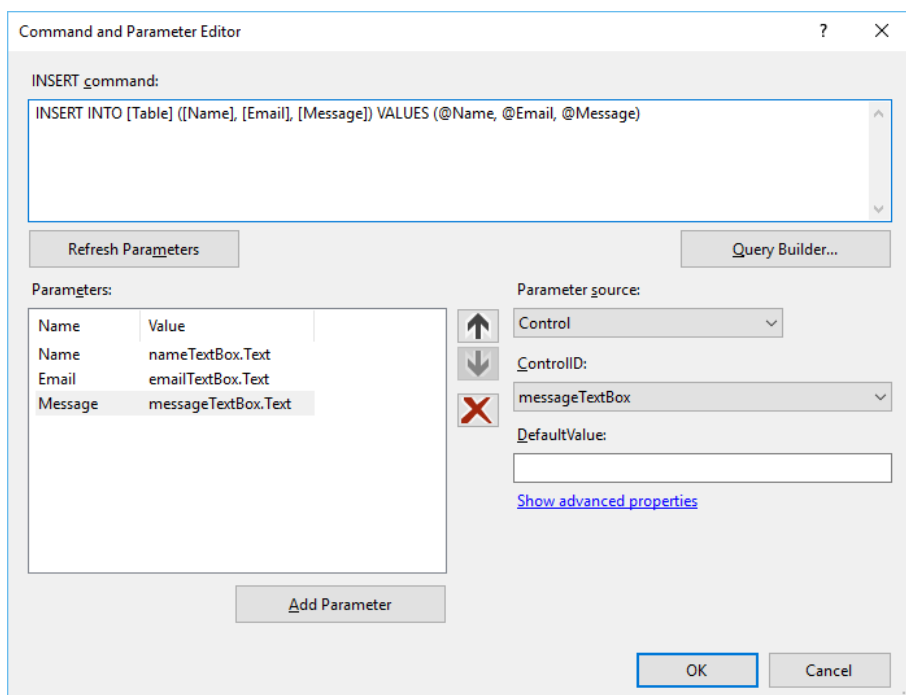 Command and Parameter Editor
?
INSERT command:
INSERT INTO [Table] ([Name], [Email], [Message]) VALUES (@Name, @Email, @Message)
Refresh Parameters
Query Builder...
Parameters:
Name Value
Name nameTextBox.Text
Email emailTextBox.Text
Message messageTextBox.Text
Add Parameter
Parameter source:
Control
ControlID:
messageTextBox
DefaultValue:
Show advanced properties
OK
Cancel